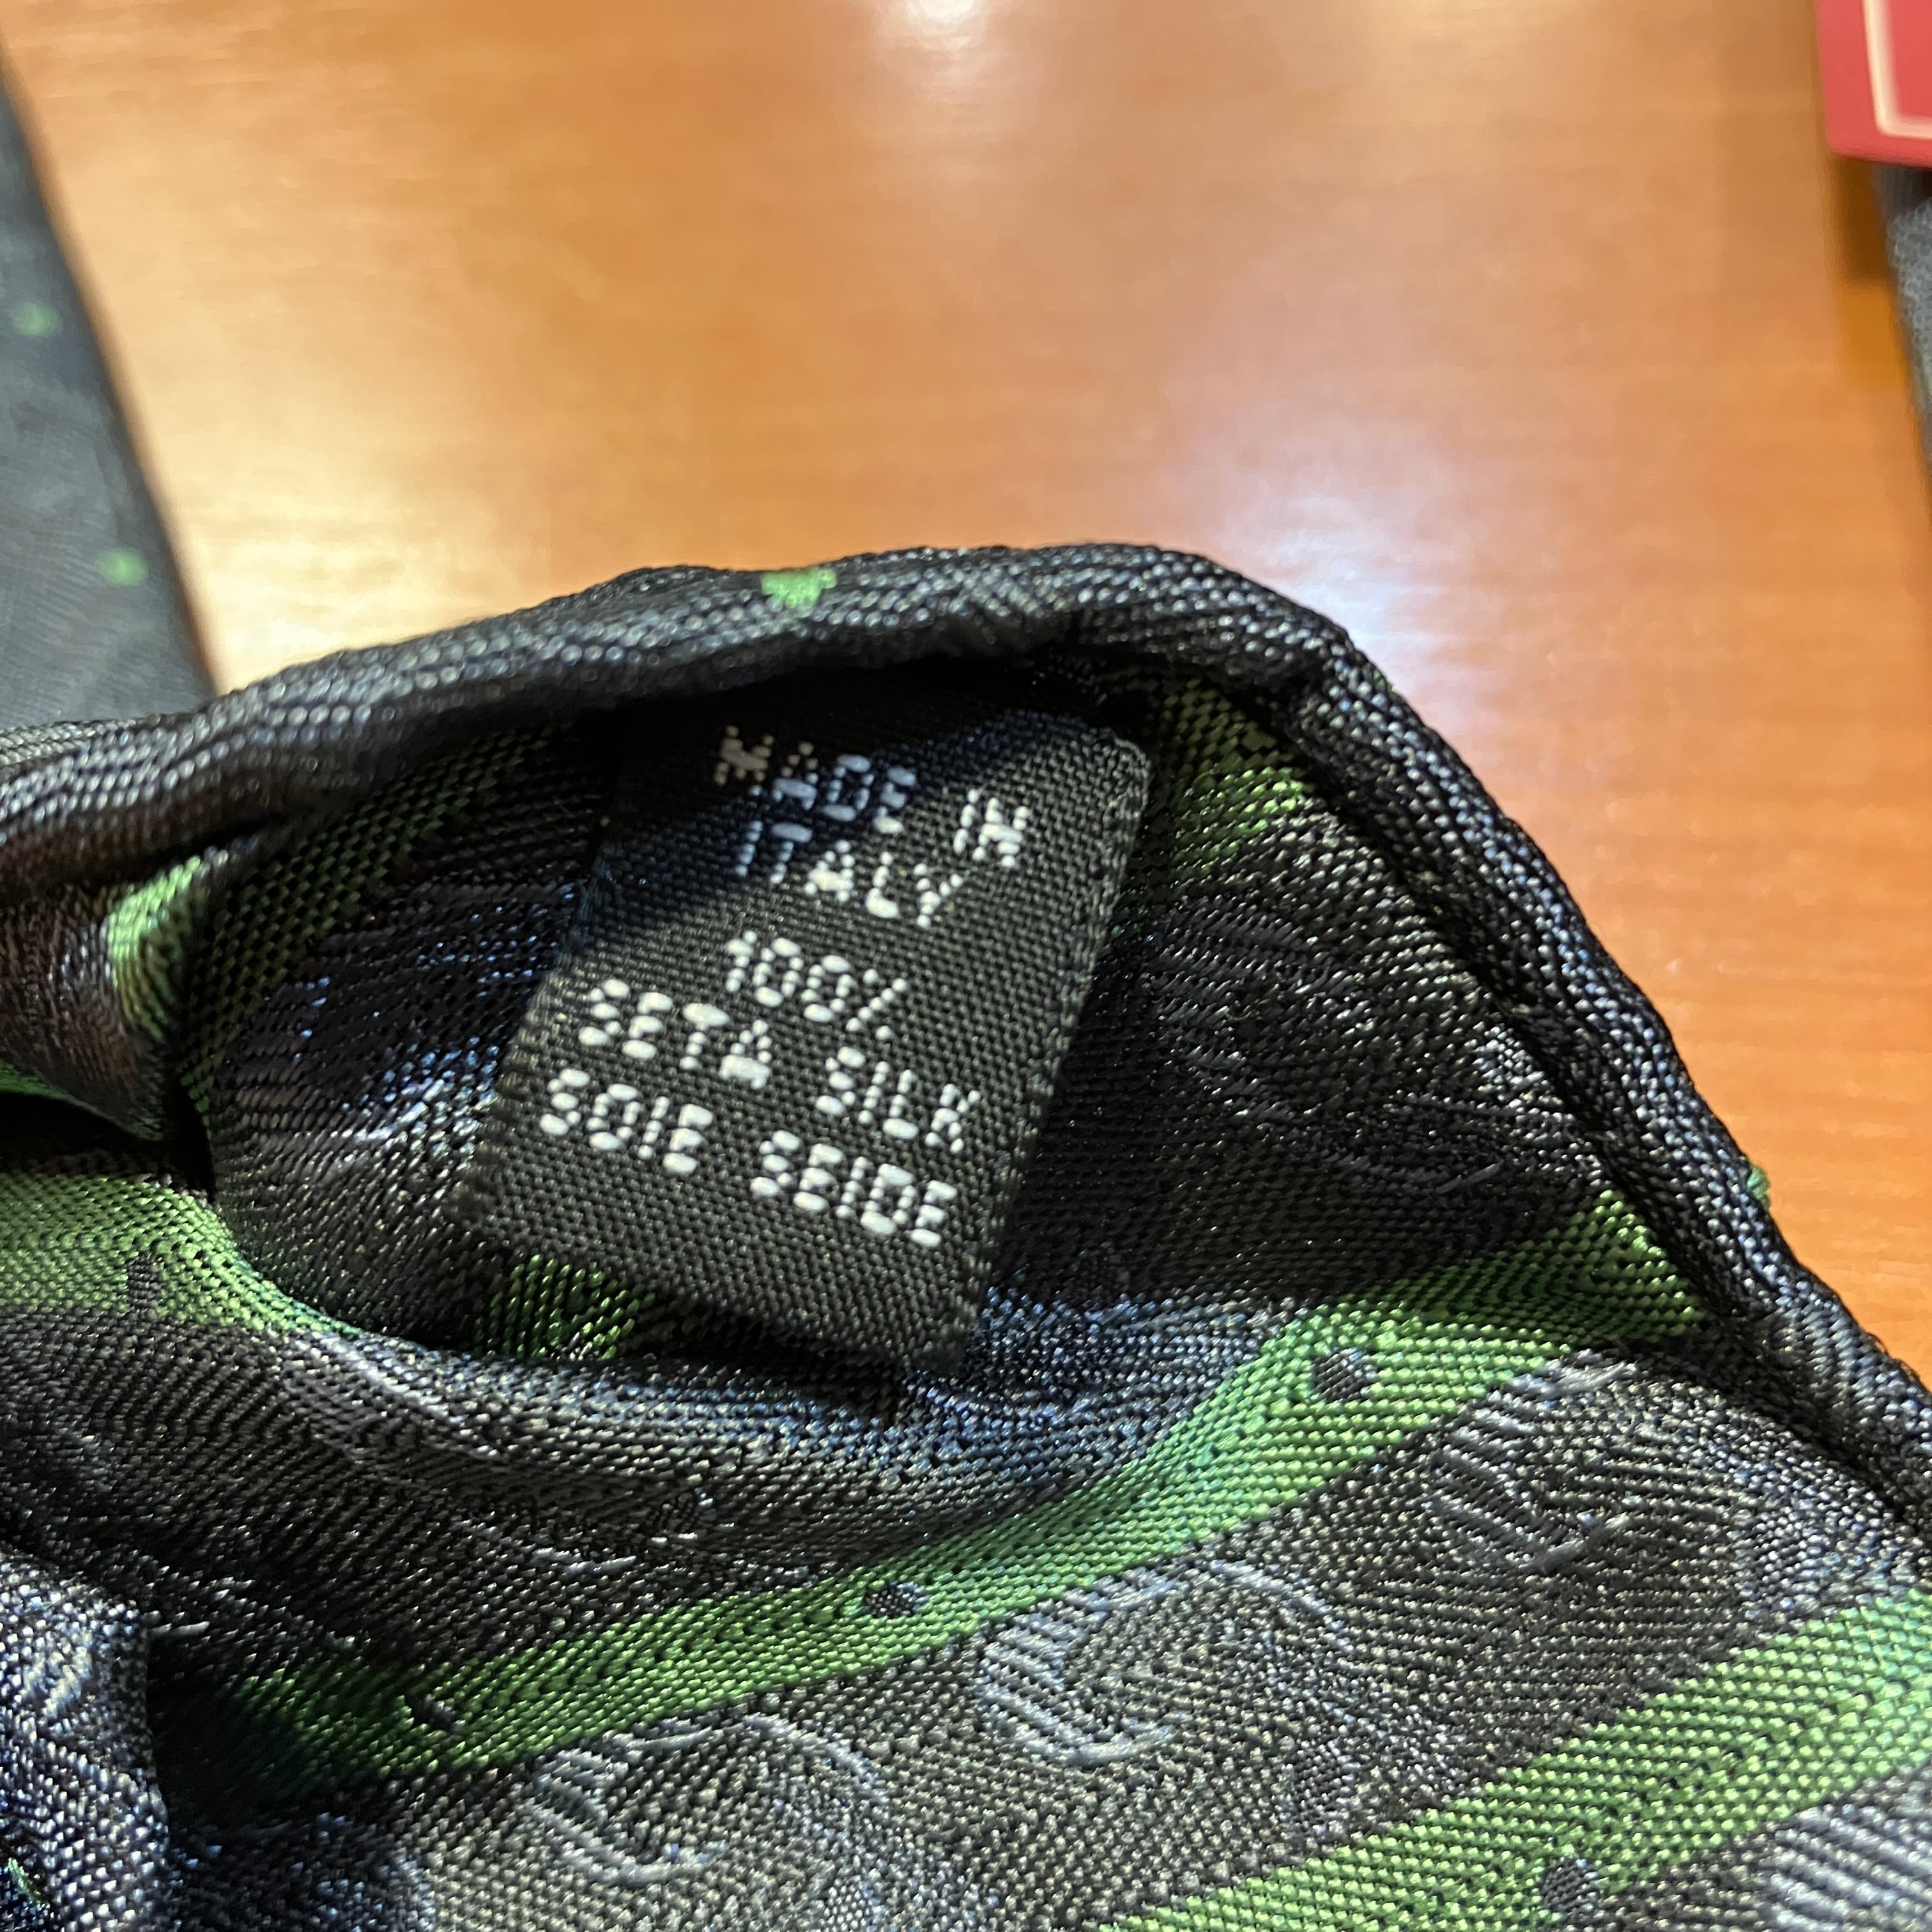 MADE IN
ITALY
100%
SETA SILK
SOIE SEIDE